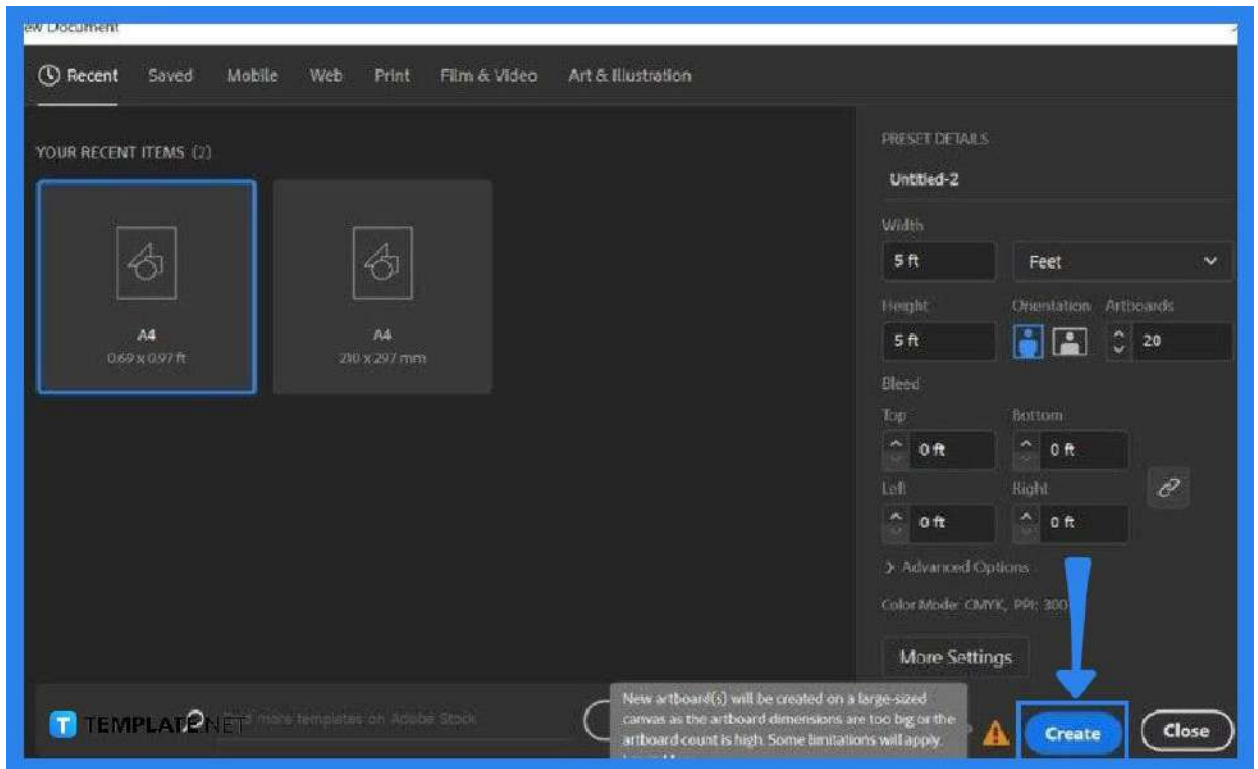 ew Document
Recent Saved Mobile Web Print Film & Video Art & Illustration
YOUR RECENT ITEMS (2)
A4
0.69 x 0.97 ft
A4
210 x 297 mm
PRESET DETAILS
Untitled-2
Width
5 ft Feet
Height Orientation Artboards
5 ft 20
Bleed
Top Bottom
0 ft 0 ft
Left Right
0 ft 0 ft
Advanced Options
Color Mode: CMYK, PPI: 300
More Settings
New artboard(s) will be created on a large-sized
canvas as the artboard dimensions are too big or the
artboard count is high. Some limitations will apply.
T TEMPLATE.NET more templates on Adobe Stock
Create Close